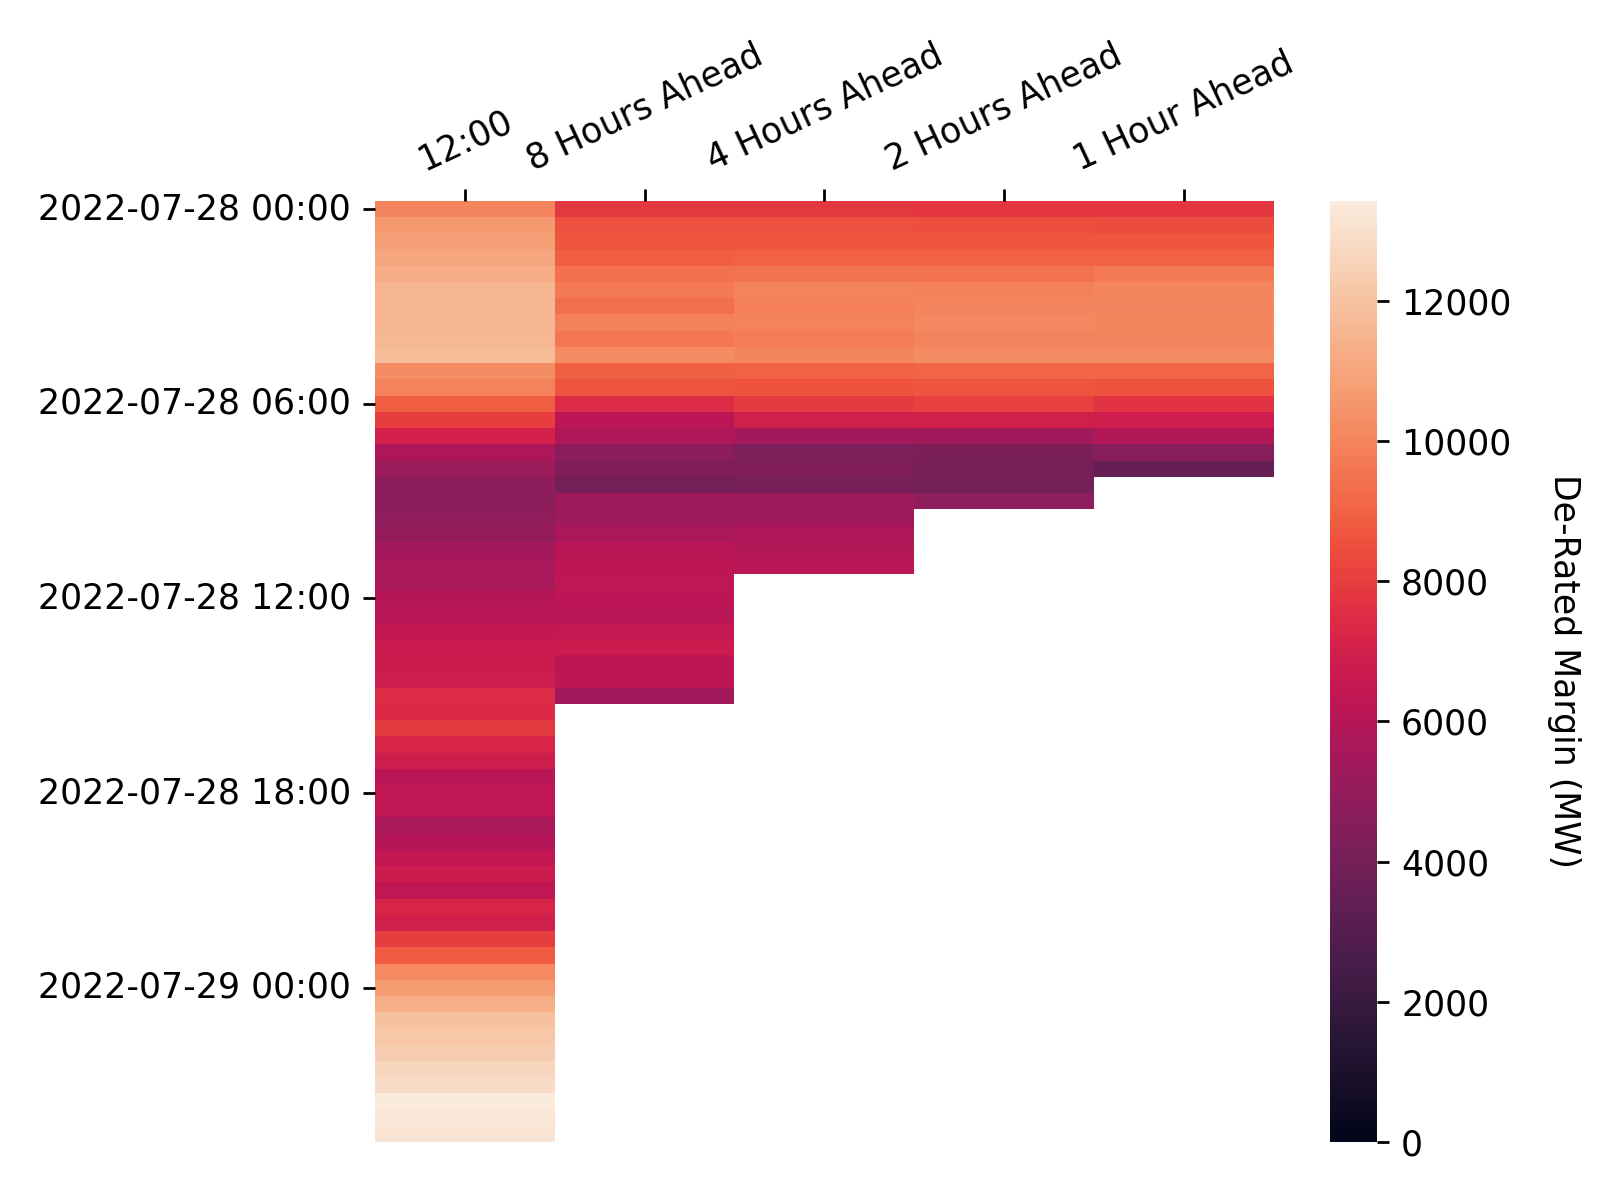 12:00
8 Hours Ahead
4 Hours Ahead
2 Hours Ahead
1 Hour Ahead
2022-07-28 00:00
2022-07-28 06:00
2022-07-28 12:00
2022-07-28 18:00
2022-07-29 00:00
12000
10000
8000
6000
4000
2000
0
De-Rated Margin (MW)